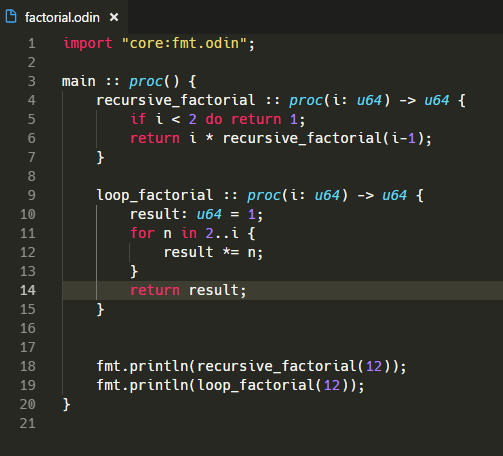 factorial.odin ×
1 import "core:fmt.odin";
2
3 main :: proc() {
4     recursive_factorial :: proc(i: u64) -> u64 {
5         if i < 2 do return 1;
6         return i * recursive_factorial(i-1);
7     }
8
9     loop_factorial :: proc(i: u64) -> u64 {
10         result: u64 = 1;
11         for n in 2..i {
12             result *= n;
13         }
14         return result;
15     }
16
17
18     fmt.println(recursive_factorial(12));
19     fmt.println(loop_factorial(12));
20 }
21